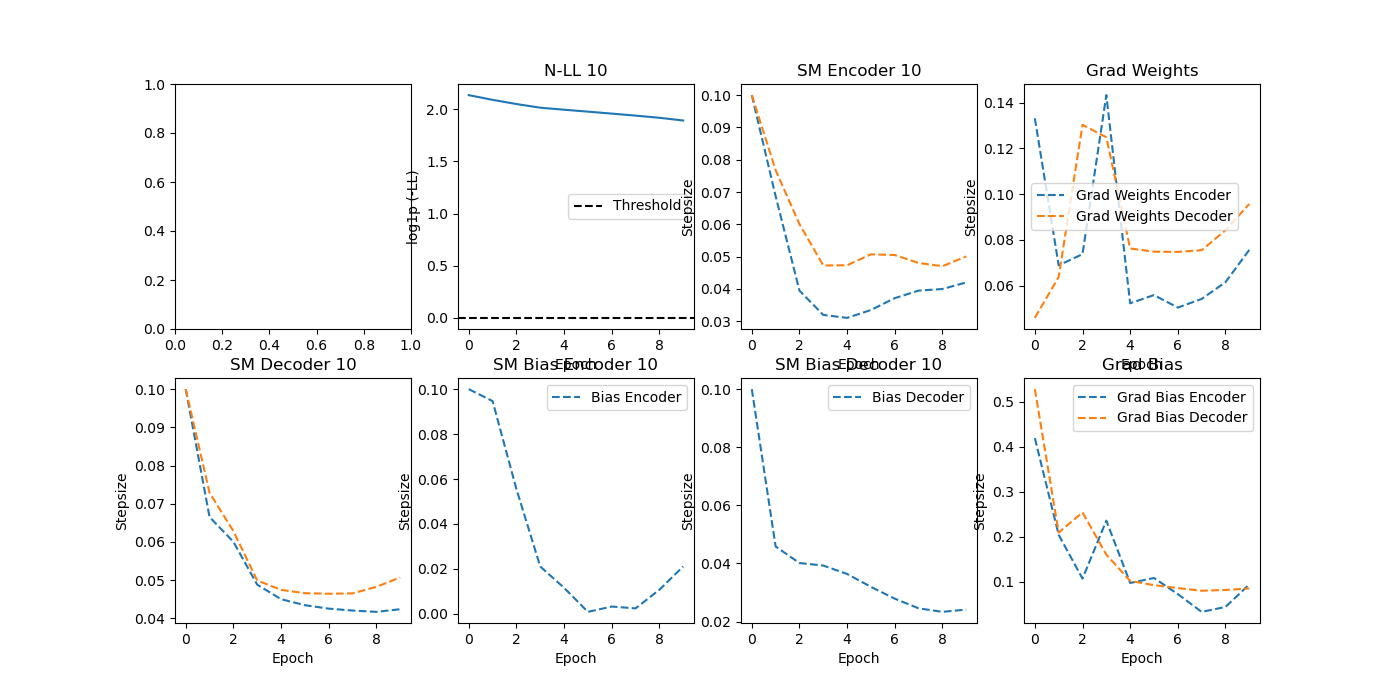 N-LL 10
SM Encoder 10
Grad Weights
1.0
0.8
0.6
0.4
0.2
0.0
0.0 0.2 0.4 0.6 0.8 1.0
log1p (-LL)
2.0
1.5
1.0
0.5
0.0
Threshold
0 2 4 6 8
Epoch
Stepsize
0.10
0.09
0.08
0.07
0.06
0.05
0.04
0.03
0 2 4 6 8
Epoch
Stepsize
0.14
0.12
0.10
0.08
0.06
Grad Weights Encoder
Grad Weights Decoder
0 2 4 6 8
Epoch
SM Decoder 10
SM Bias Encoder 10
SM Bias Decoder 10
Grad Bias
Stepsize
0.10
0.09
0.08
0.07
0.06
0.05
0.04
0 2 4 6 8
Epoch
Stepsize
0.10
0.08
0.06
0.04
0.02
0.00
Bias Encoder
0 2 4 6 8
Epoch
Stepsize
0.10
0.08
0.06
0.04
0.02
Bias Decoder
0 2 4 6 8
Epoch
Stepsize
0.5
0.4
0.3
0.2
0.1
Grad Bias Encoder
Grad Bias Decoder
0 2 4 6 8
Epoch